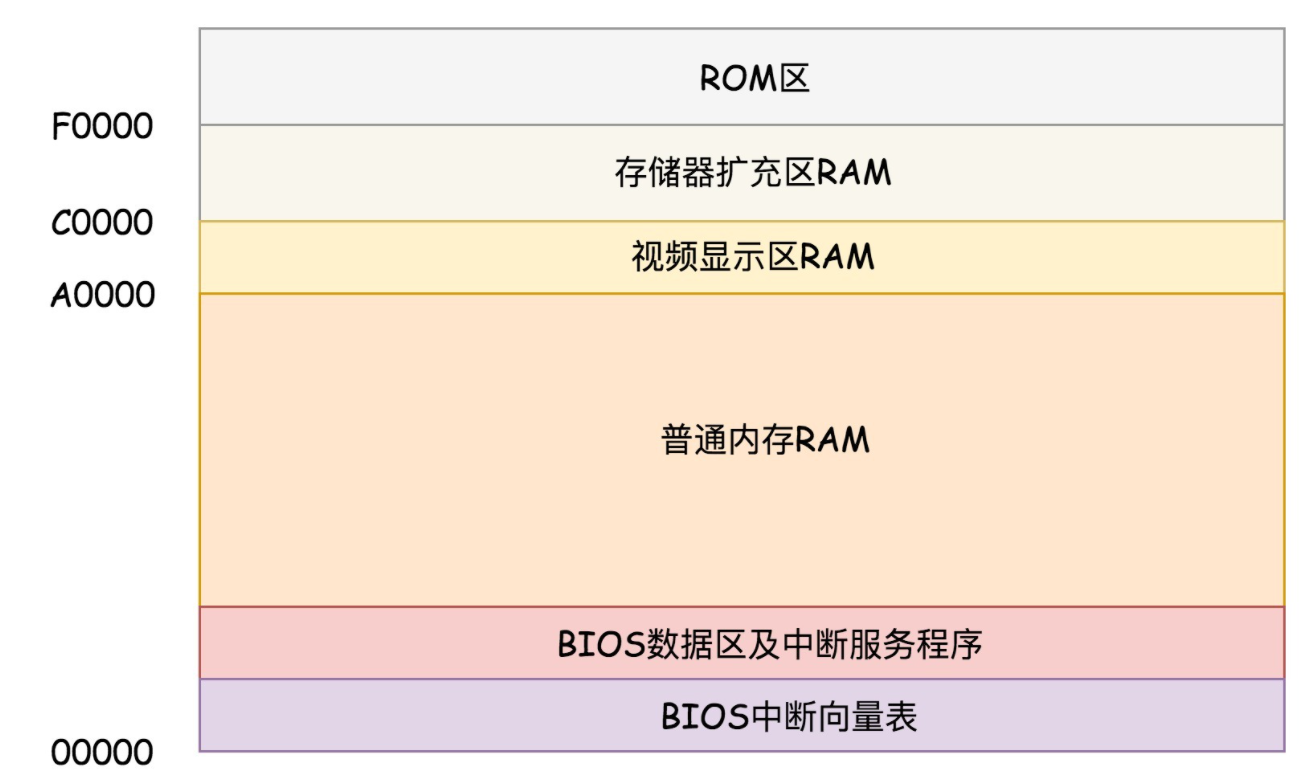 ROM区
F0000
存储器扩充区RAM
C0000
视频显示区RAM
A0000
普通内存RAM
BIOS数据区及中断服务程序
BIOS中断向量表
00000